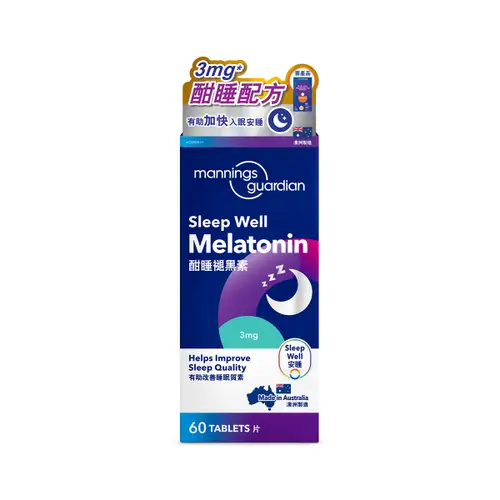 3mg*
酣睡配方
有助加快入眠安睡
澳洲製造
mannings
guardian
Sleep Well
Melatonin
酣睡褪黑素
zzz
3mg
Helps Improve
Sleep Quality
有助改善睡眠質素
Sleep
Well
安睡
Made in Australia
澳洲製造
60 TABLETS 片